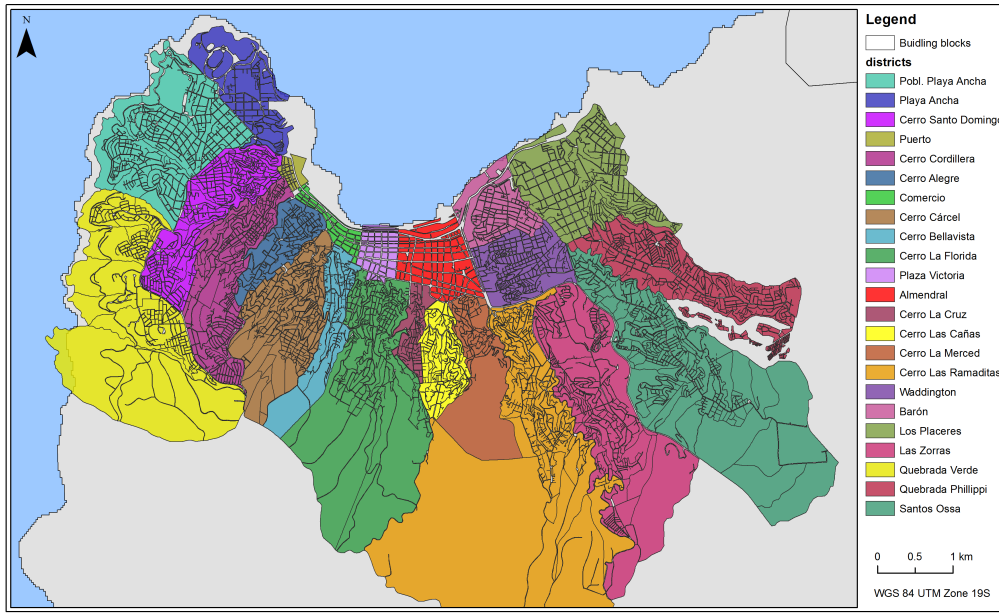 N
Legend
Buidling blocks
districts
Pobl. Playa Ancha
Playa Ancha
Cerro Santo Domingo
Puerto
Cerro Cordillera
Cerro Alegre
Comercio
Cerro Cárcel
Cerro Bellavista
Cerro La Florida
Plaza Victoria
Almendral
Cerro La Cruz
Cerro Las Cañas
Cerro La Merced
Cerro Las Ramaditas
Waddington
Barón
Los Placeres
Las Zorras
Quebrada Verde
Quebrada Phillippi
Santos Ossa
0 0.5 1 km
WGS 84 UTM Zone 19S